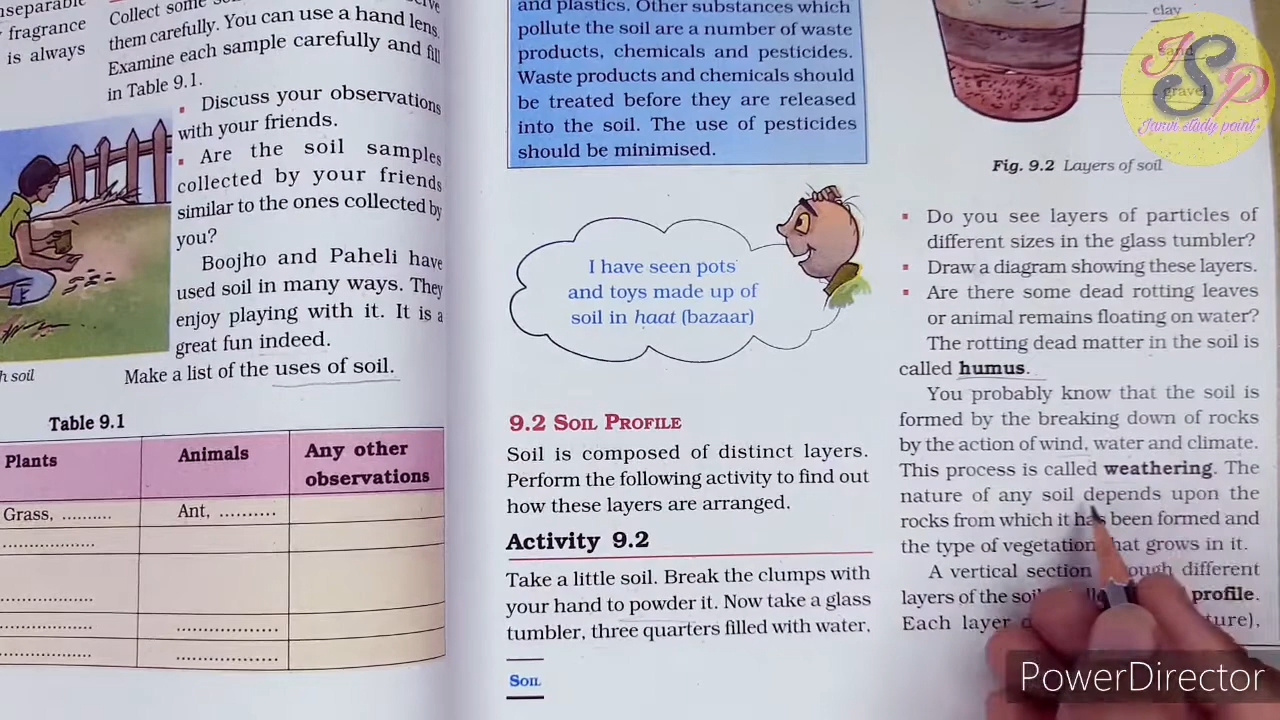 nseparable
fragrance
is always
Collect some
them carefully. You can use a hand lens.
Examine each sample carefully and fill
in Table 9.1.
▪ Discuss your observations
with your friends.
▪ Are the soil samples
collected by your friends
similar to the ones collected by
you?
Boojho and Paheli have
used soil in many ways. They
enjoy playing with it. It is a
great fun indeed.
h soil
Make a list of the uses of soil.
Table 9.1
Plants Animals Any other
observations
Grass, .......... Ant, ..........
and plastics. Other substances which
pollute the soil are a number of waste
products, chemicals and pesticides.
Waste products and chemicals should
be treated before they are released
into the soil. The use of pesticides
should be minimised.
I have seen pots
and toys made up of
soil in haat (bazaar)
9.2 SOIL PROFILE
Soil is composed of distinct layers.
Perform the following activity to find out
how these layers are arranged.
Activity 9.2
Take a little soil. Break the clumps with
your hand to powder it. Now take a glass
tumbler, three quarters filled with water,
SOIL
clay
sand
gravel
JSP
Janvi study point
Fig. 9.2 Layers of soil
▪ Do you see layers of particles of
different sizes in the glass tumbler?
▪ Draw a diagram showing these layers.
▪ Are there some dead rotting leaves
or animal remains floating on water?
The rotting dead matter in the soil is
called humus.
You probably know that the soil is
formed by the breaking down of rocks
by the action of wind, water and climate.
This process is called weathering. The
nature of any soil depends upon the
rocks from which it has been formed and
the type of vegetation that grows in it.
A vertical section through different
layers of the soil profile.
Each layer ture),
PowerDirector